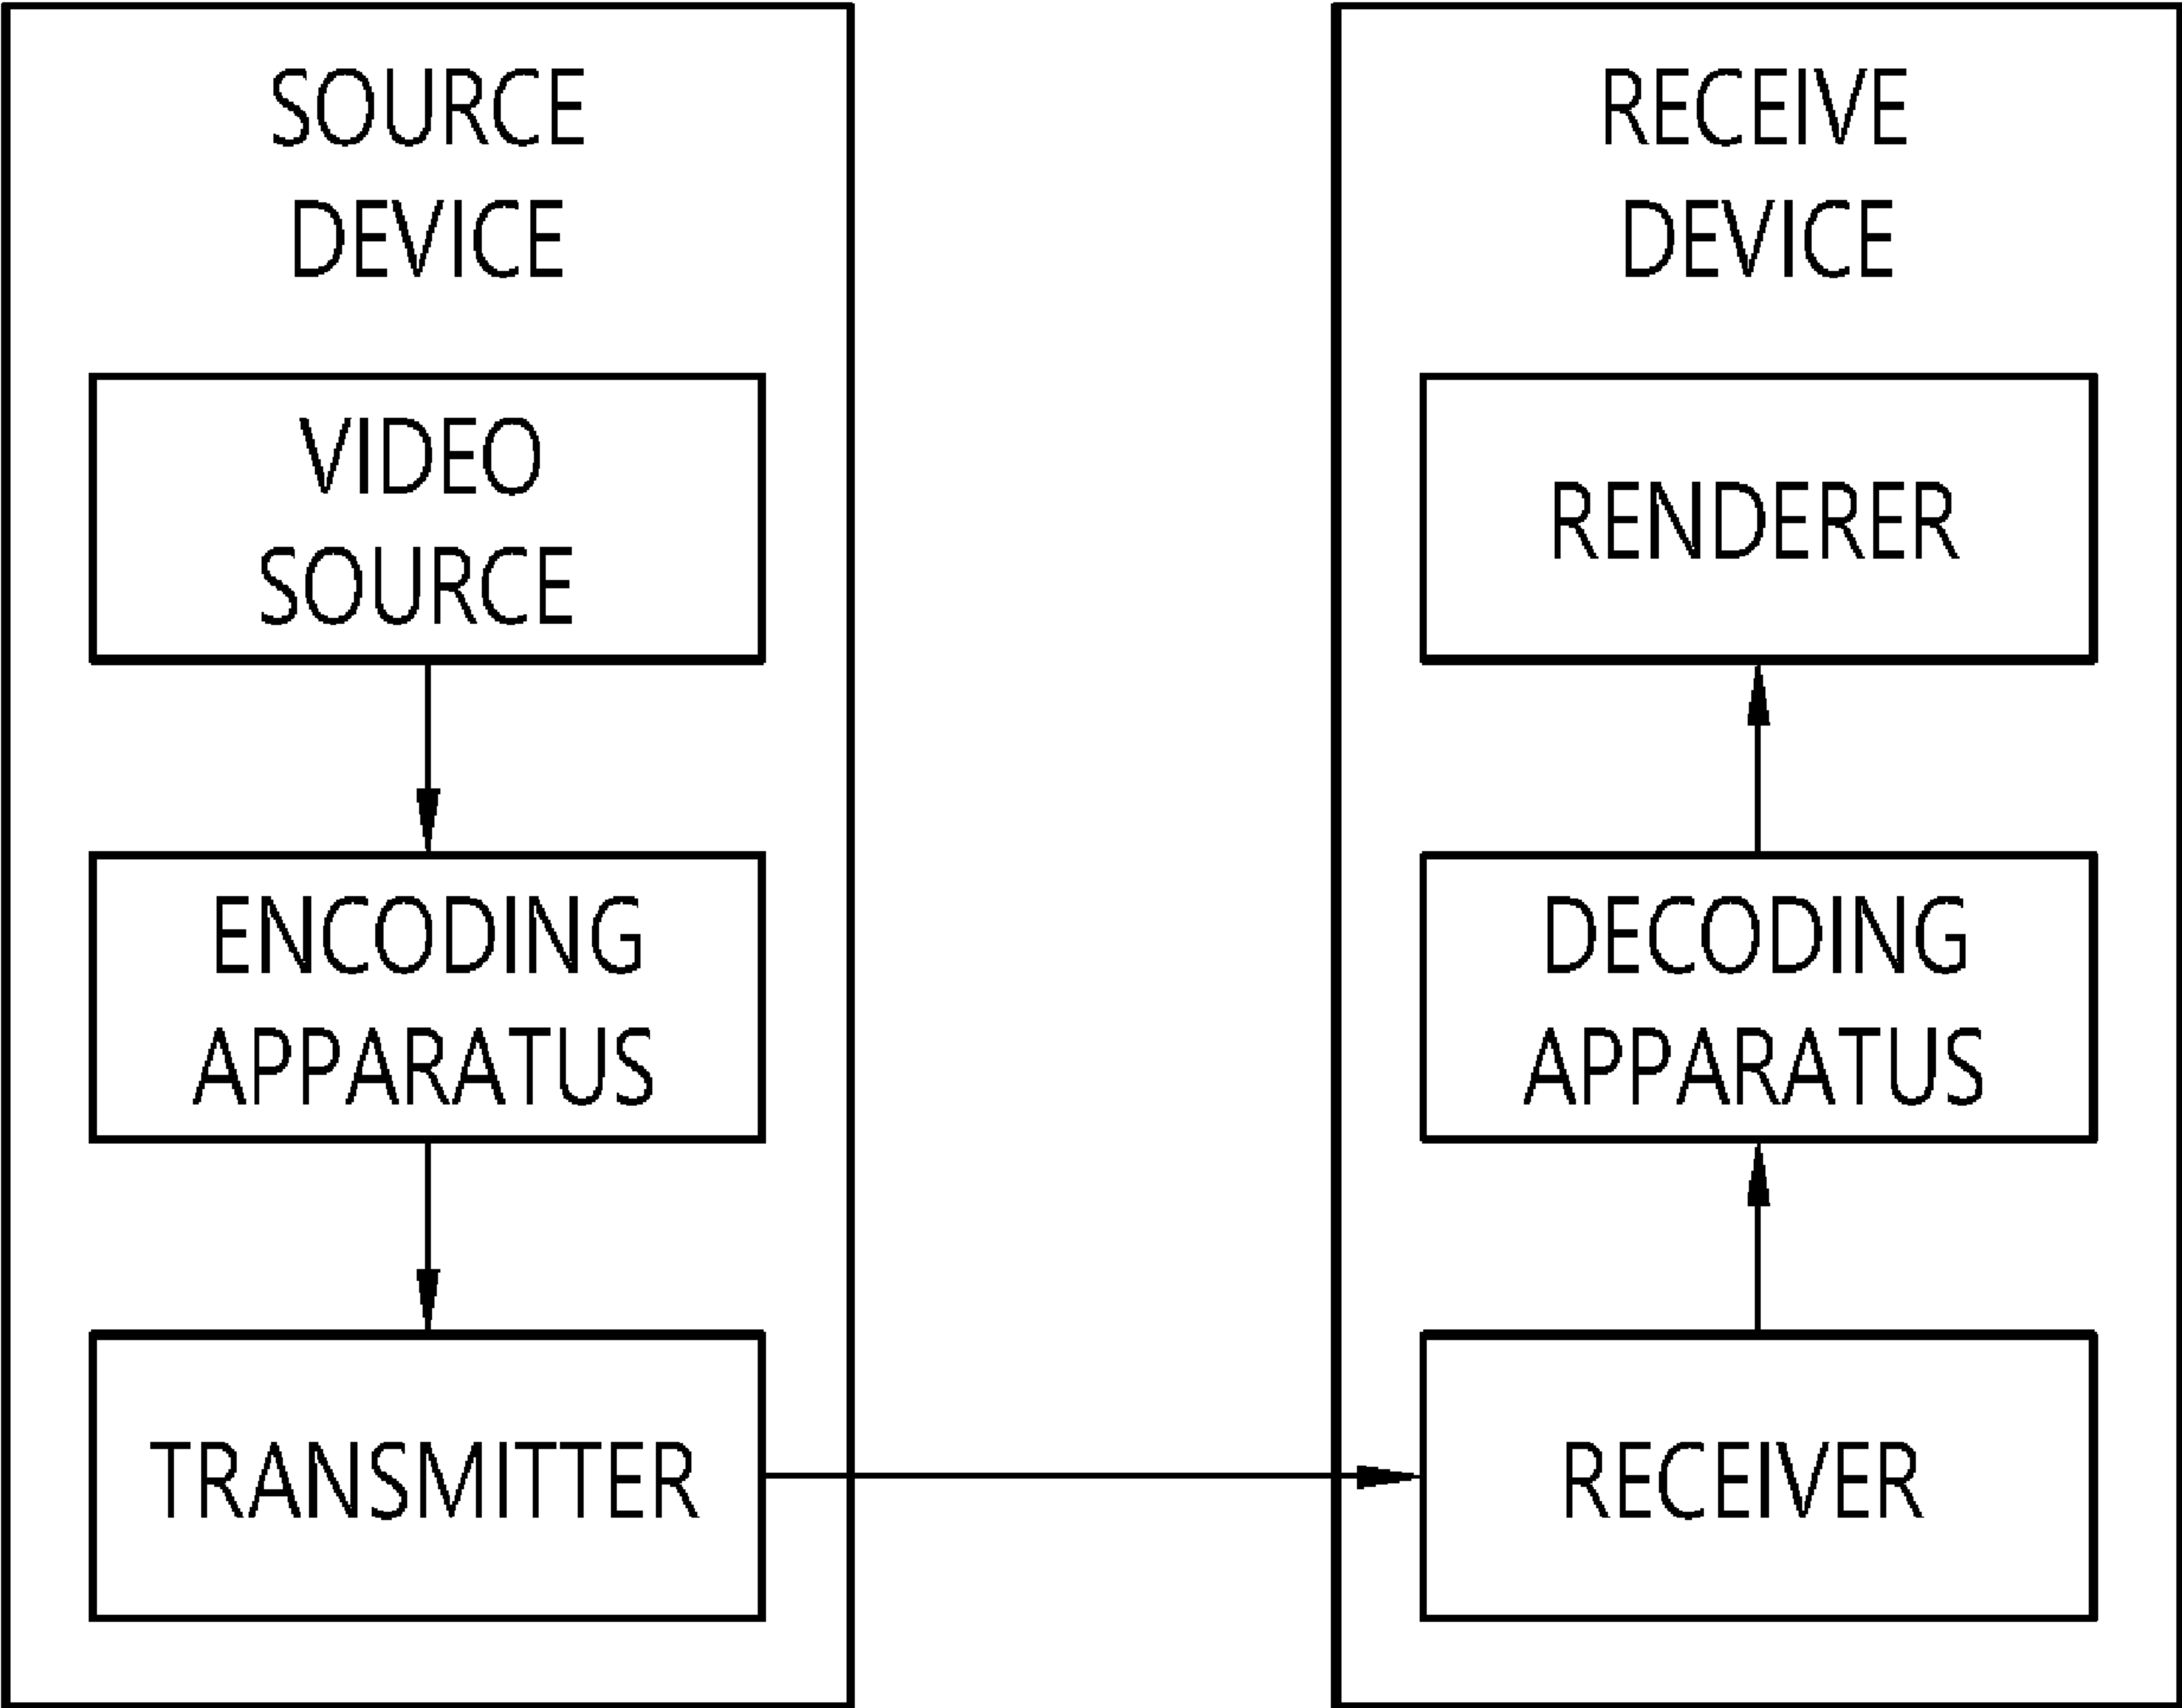 SOURCE
DEVICE
VIDEO
SOURCE
ENCODING
APPARATUS
TRANSMITTER
RECEIVE
DEVICE
RENDERER
DECODING
APPARATUS
RECEIVER